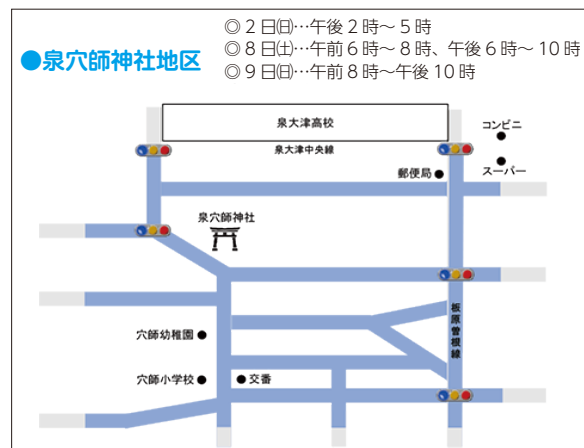 ◎2日㈰…午後2時～5時
●泉穴師神社地区
◎8日㈯…午前6時～8時、午後6時～10時
◎9日㈰…午前8時～午後10時
泉大津高校
コンビニ
泉大津中央線
郵便局
スーパー
泉穴師神社
板原曽根線
穴師幼稚園
穴師小学校
交番